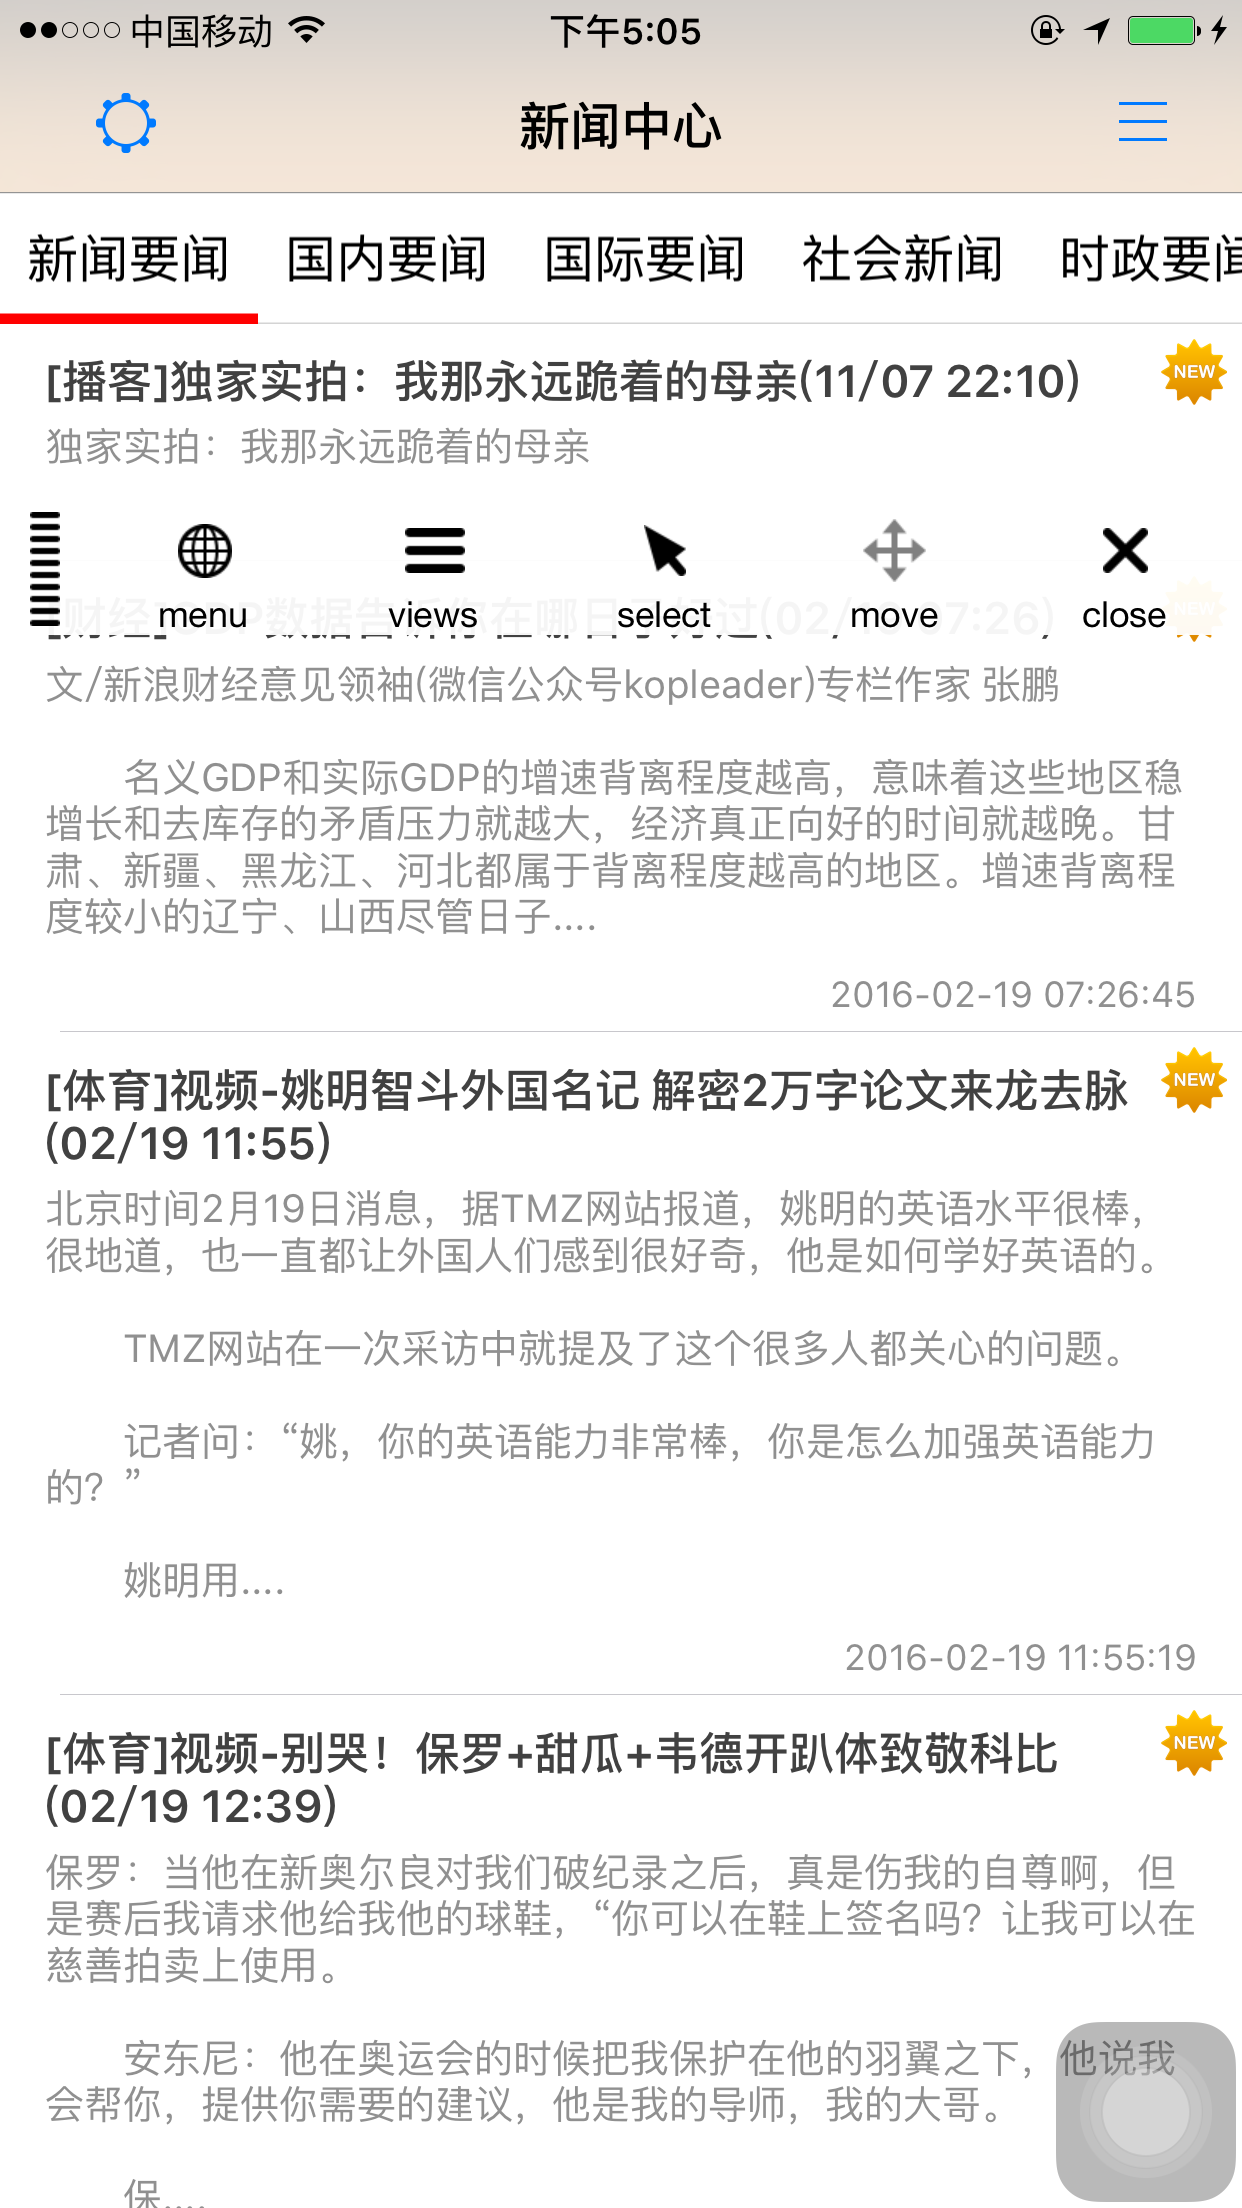 中国移动 下午5:05
新闻中心
新闻要闻 国内要闻 国际要闻 社会新闻 时政要闻
[播客]独家实拍：我那永远跪着的母亲(11/07 22:10) NEW
独家实拍：我那永远跪着的母亲
menu views select move close
[财经]GDP数据告诉你在哪日子好过(02/19 07:26) NEW
文/新浪财经意见领袖(微信公众号kopleader)专栏作家 张鹏
名义GDP和实际GDP的增速背离程度越高，意味着这些地区稳
增长和去库存的矛盾压力就越大，经济真正向好的时间就越晚。甘
肃、新疆、黑龙江、河北都属于背离程度越高的地区。增速背离程
度较小的辽宁、山西尽管日子....
2016-02-19 07:26:45
[体育]视频-姚明智斗外国名记 解密2万字论文来龙去脉 NEW
(02/19 11:55)
北京时间2月19日消息，据TMZ网站报道，姚明的英语水平很棒，
很地道，也一直都让外国人们感到很好奇，他是如何学好英语的。
TMZ网站在一次采访中就提及了这个很多人都关心的问题。
记者问：“姚，你的英语能力非常棒，你是怎么加强英语能力
的？”
姚明用....
2016-02-19 11:55:19
[体育]视频-别哭！保罗+甜瓜+韦德开趴体致敬科比 NEW
(02/19 12:39)
保罗：当他在新奥尔良对我们破纪录之后，真是伤我的自尊啊，但
是赛后我请求他给我他的球鞋，“你可以在鞋上签名吗？让我可以在
慈善拍卖上使用。
安东尼：他在奥运会的时候把我保护在他的羽翼之下，他说我
会帮你，提供你需要的建议，他是我的导师，我的大哥。
保....